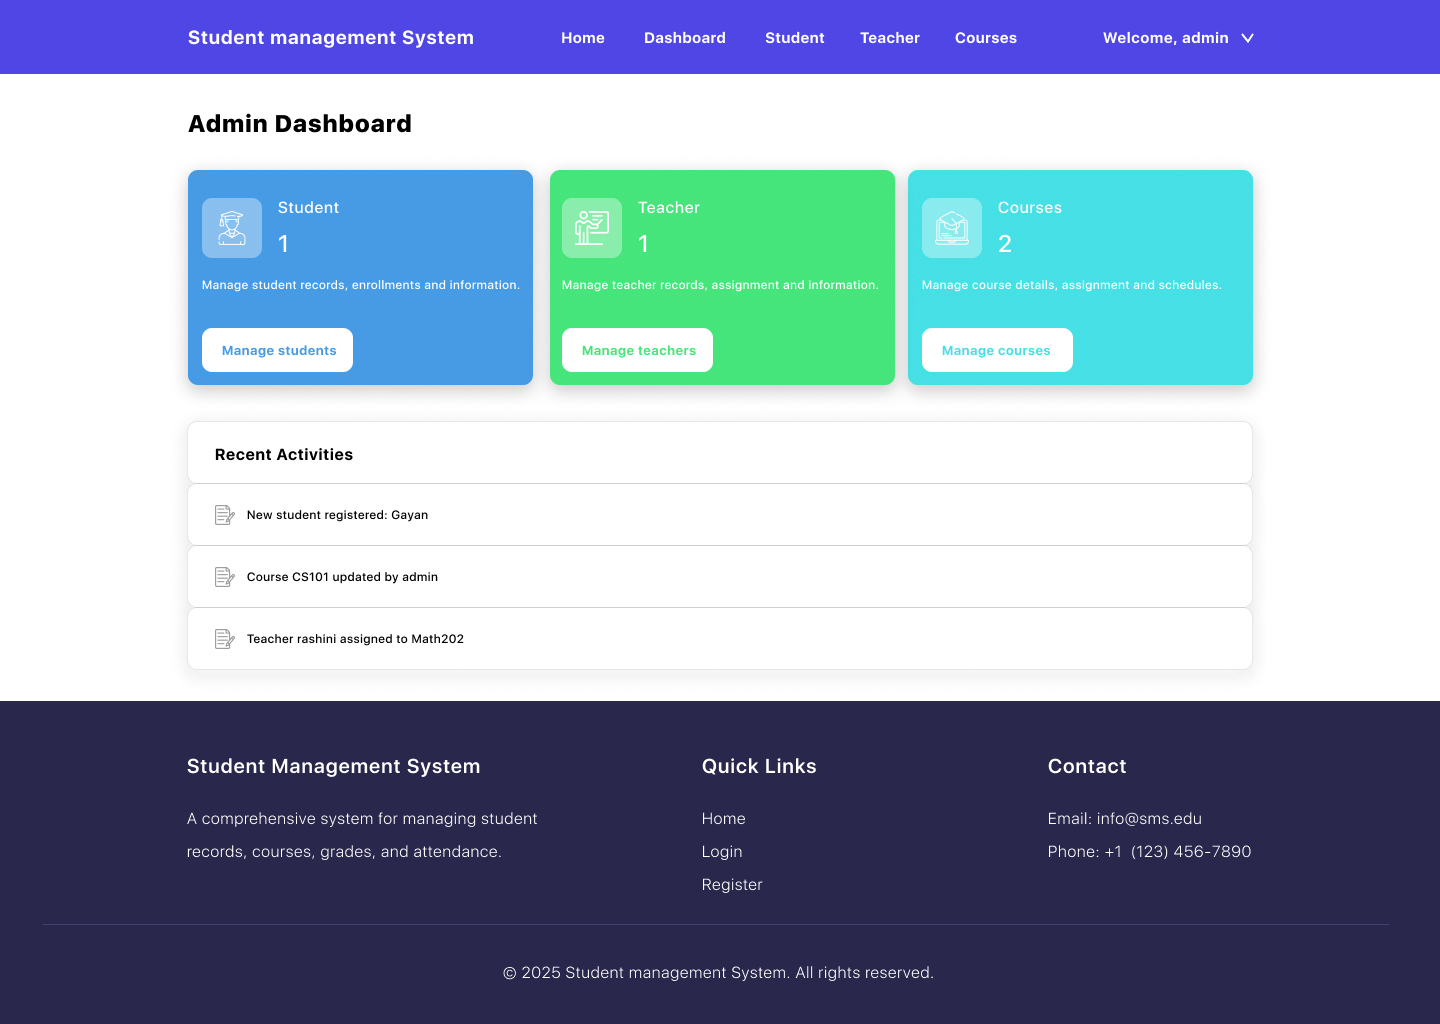 Student management System
Home Dashboard Student Teacher Courses
Welcome, admin
Admin Dashboard
Student
1
Manage student records, enrollments and information.
Manage students
Teacher
1
Manage teacher records, assignment and information.
Manage teachers
Courses
2
Manage course details, assignment and schedules.
Manage courses
Recent Activities
New student registered: Gayan
Course CS101 updated by admin
Teacher rashini assigned to Math202
Student Management System
A comprehensive system for managing student
records, courses, grades, and attendance.
Quick Links
Home
Login
Register
Contact
Email: info@sms.edu
Phone: +1 (123) 456-7890
© 2025 Student management System. All rights reserved.